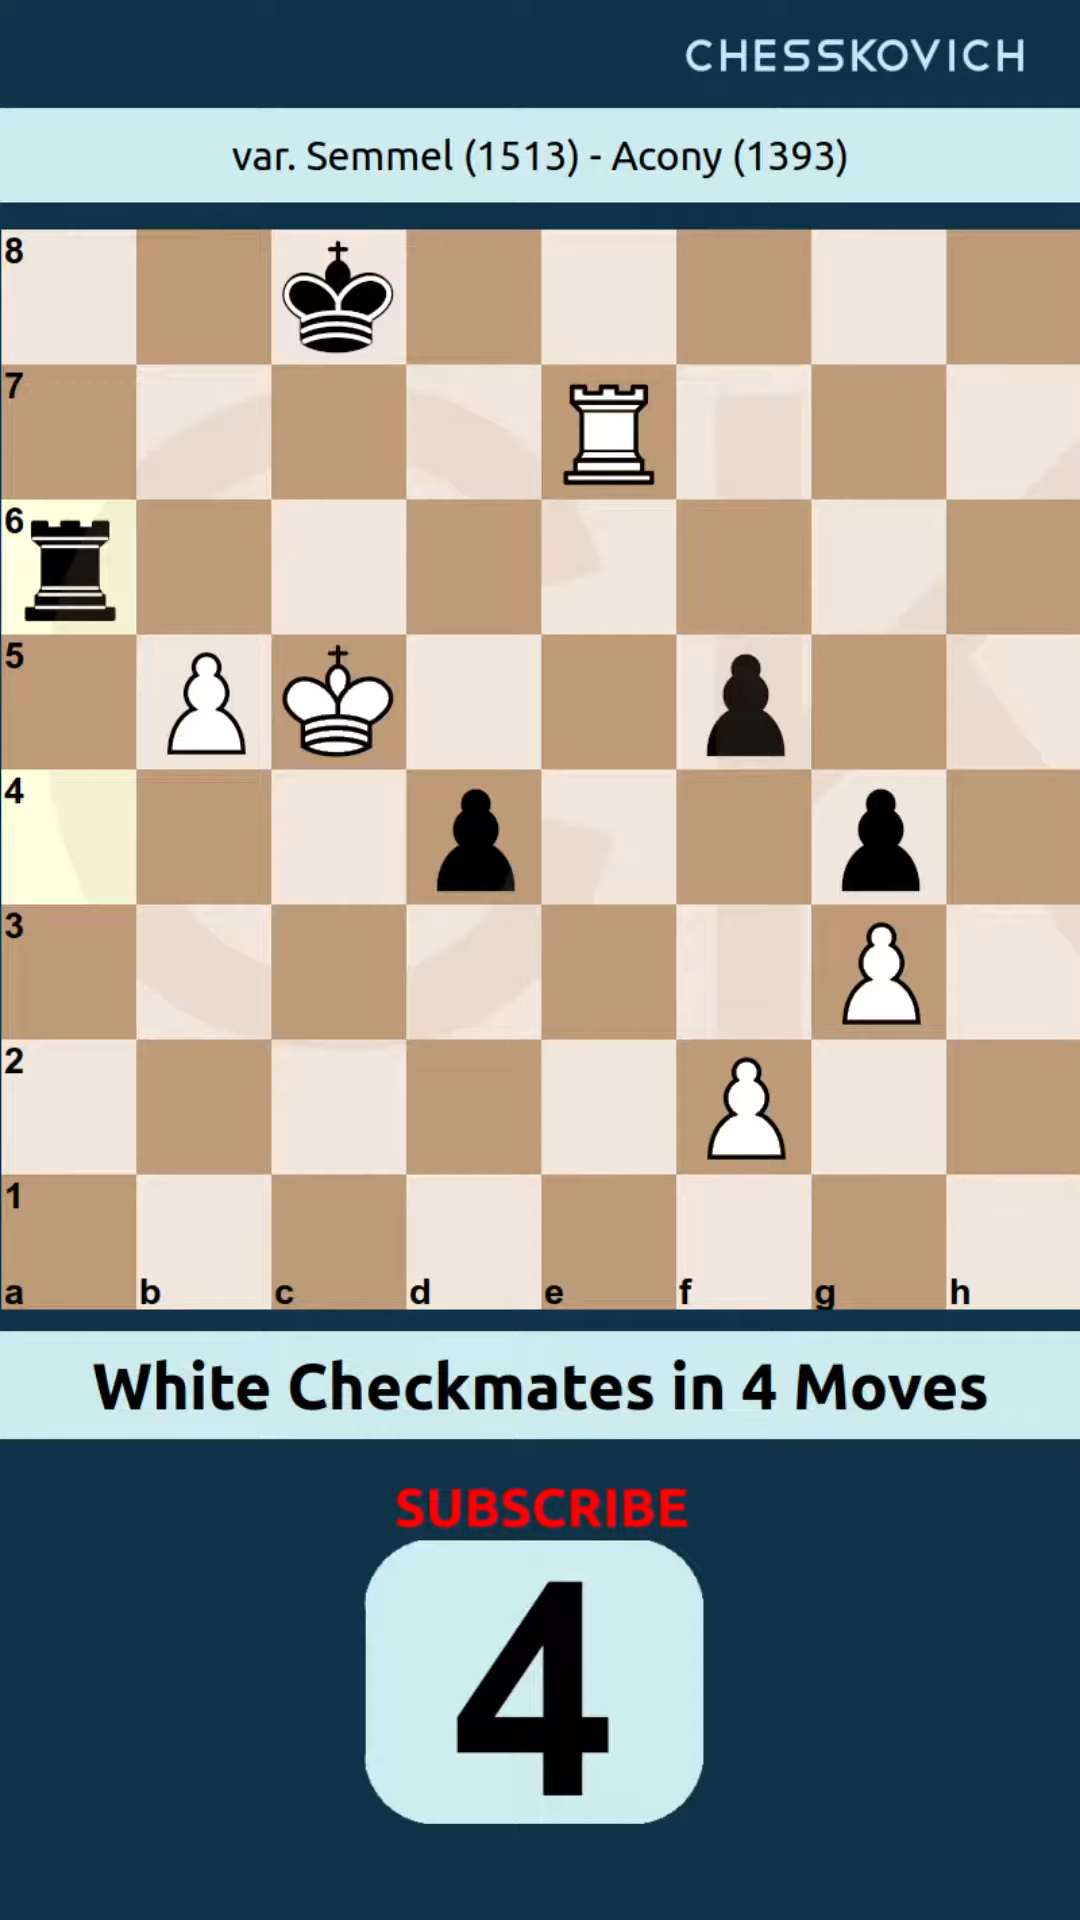 CHESSKOVICH
var. Semmel (1513) - Acony (1393)
8
7
6
5
4
3
2
1
a b c d e f g h
White Checkmates in 4 Moves
SUBSCRIBE
4